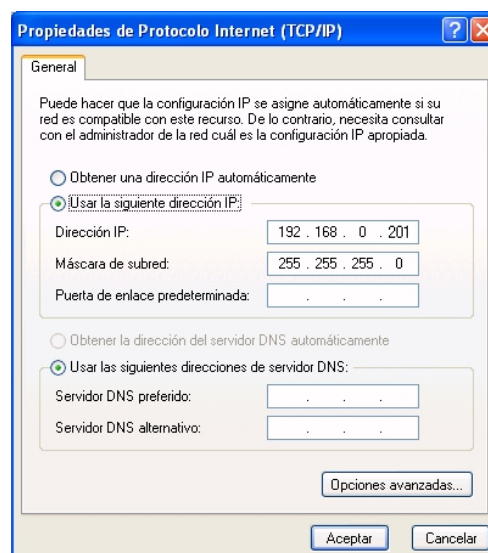 Propiedades de Protocolo Internet (TCP/IP)
General
Puede hacer que la configuración IP se asigne automáticamente si su
red es compatible con este recurso. De lo contrario, necesita consultar
con el administrador de la red cuál es la configuración IP apropiada.
Obtener una dirección IP automáticamente
Usar la siguiente dirección IP:
Dirección IP: 192 . 168 . 0 . 201
Máscara de subred: 255 . 255 . 255 . 0
Puerta de enlace predeterminada: . . .
Obtener la dirección del servidor DNS automáticamente
Usar las siguientes direcciones de servidor DNS:
Servidor DNS preferido: . . .
Servidor DNS alternativo: . . .
Opciones avanzadas...
Aceptar Cancelar